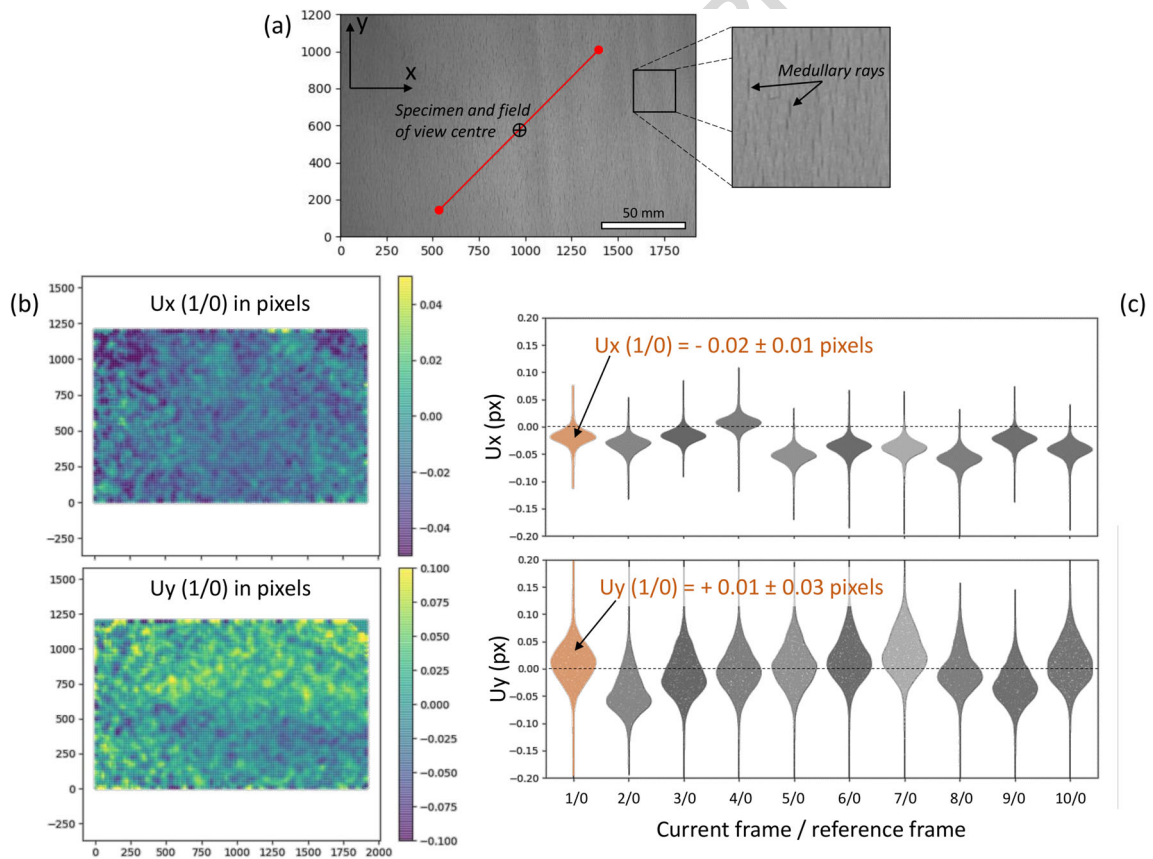 (a)
y
x
1200
1000
800
600
400
200
0
0 250 500 750 1000 1250 1500 1750
Specimen and field
of view centre
50 mm
Medullary rays
(b)
Ux (1/0) in pixels
1500
1250
1000
750
500
250
0
−250
0.04
0.02
0.00
−0.02
−0.04
Uy (1/0) in pixels
1500
1250
1000
750
500
250
0
−250
0 250 500 750 1000 1250 1500 1750 2000
0.100
0.075
0.050
0.025
0.000
−0.025
−0.050
−0.075
−0.100
(c)
Ux (1/0) = - 0.02 ± 0.01 pixels
Ux (px)
0.20
0.15
0.10
0.05
0.00
−0.05
−0.10
−0.15
−0.20
Uy (1/0) = + 0.01 ± 0.03 pixels
Uy (px)
0.20
0.15
0.10
0.05
0.00
−0.05
−0.10
−0.15
−0.20
1/0 2/0 3/0 4/0 5/0 6/0 7/0 8/0 9/0 10/0
Current frame / reference frame